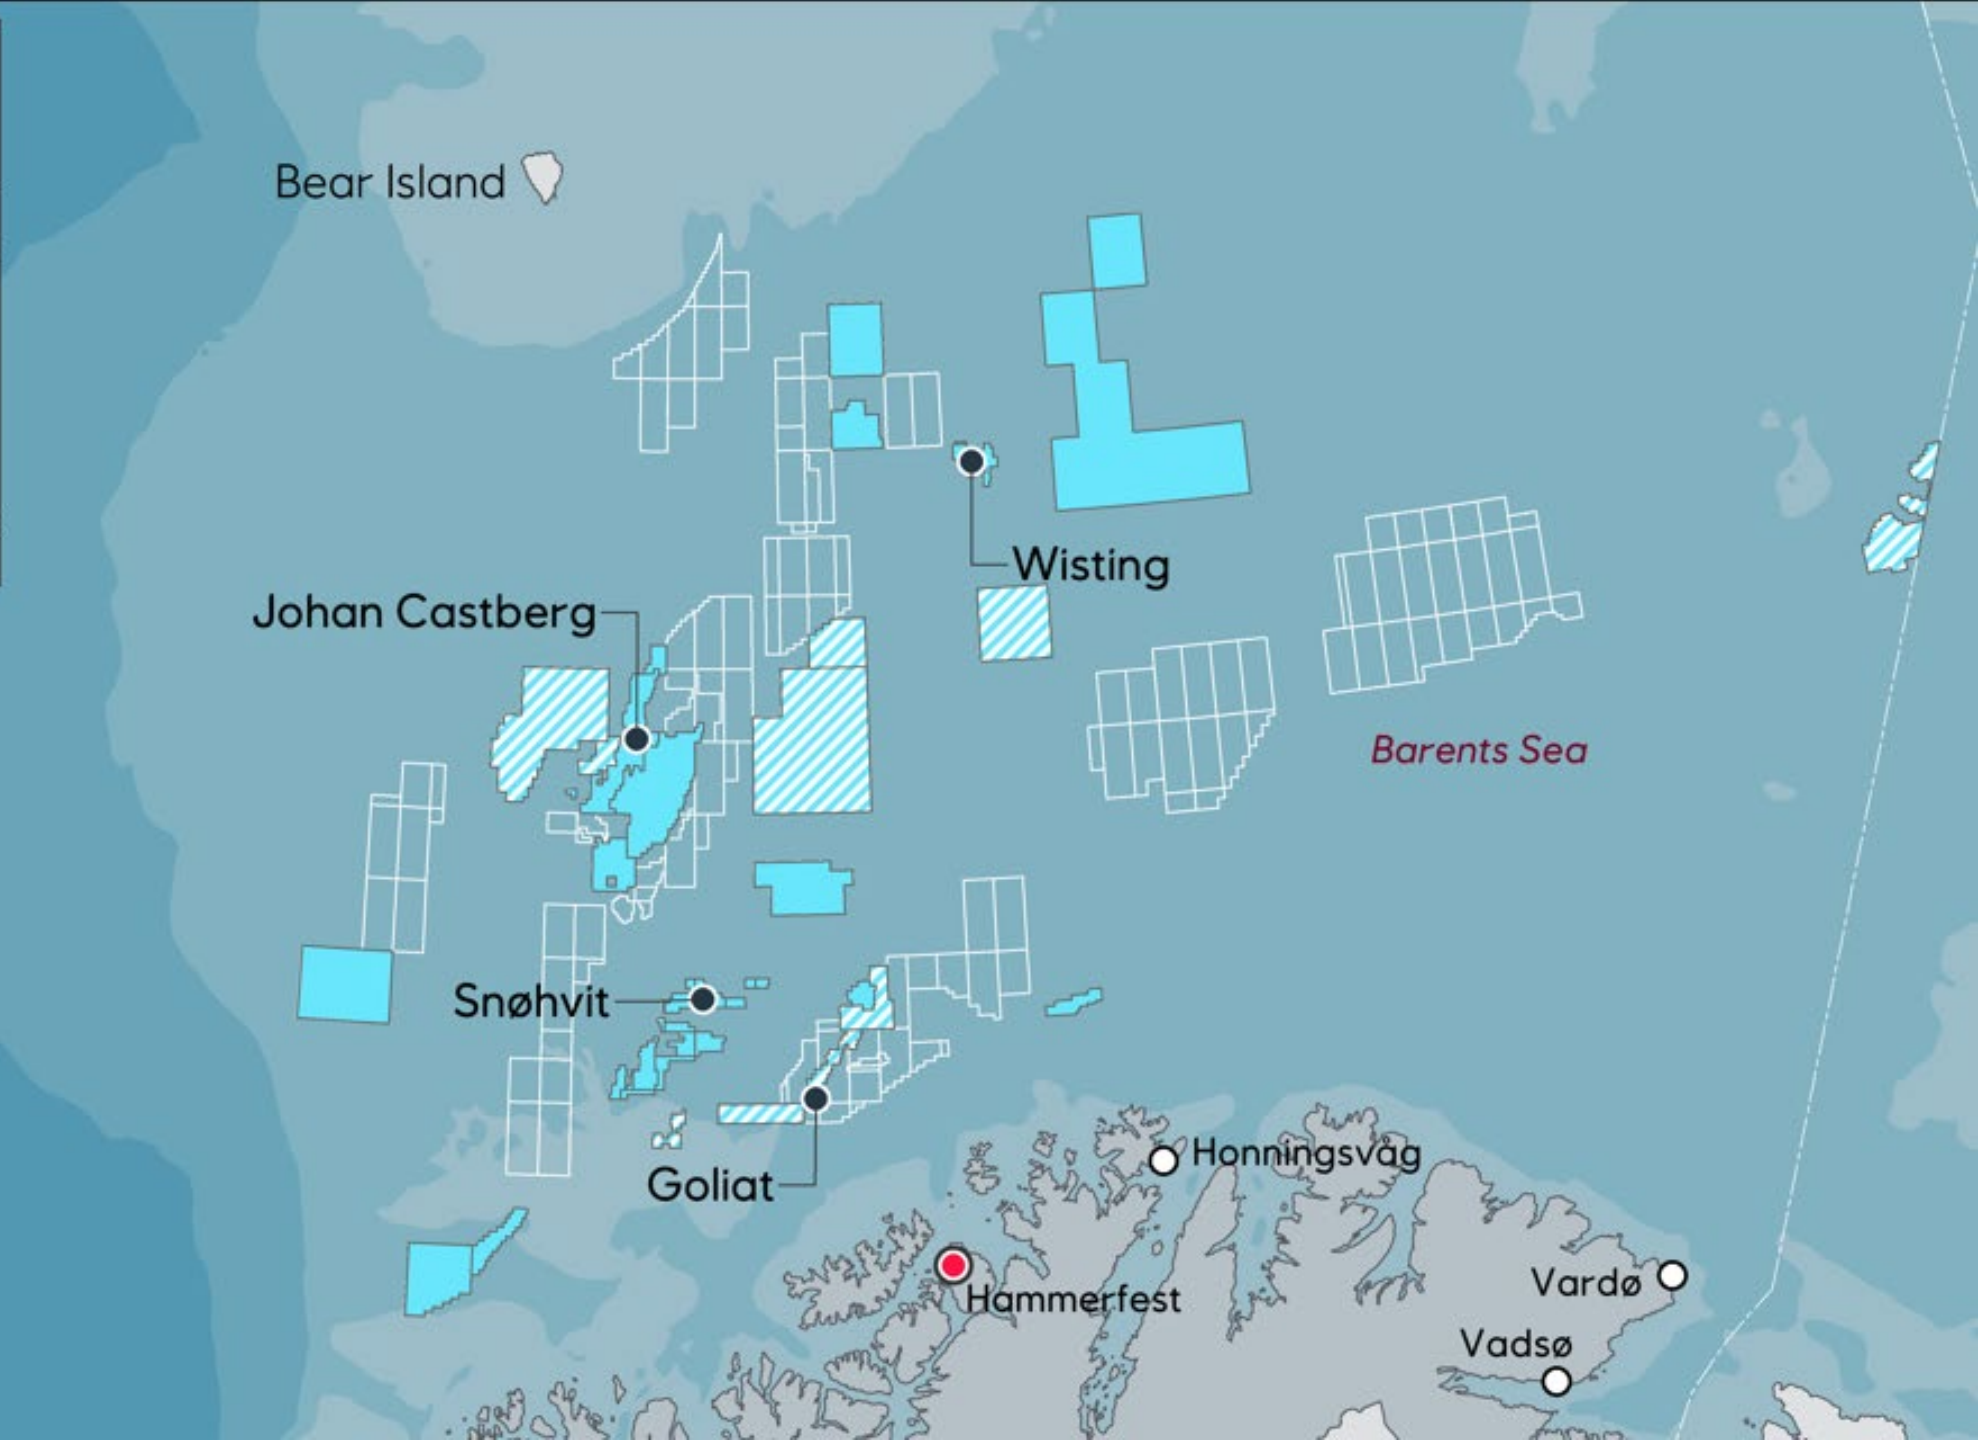 Bear Island
Wisting
Johan Castberg
Barents Sea
Snøhvit
Honningsvåg
Goliat
Hammerfest
Vardø
Vadsø